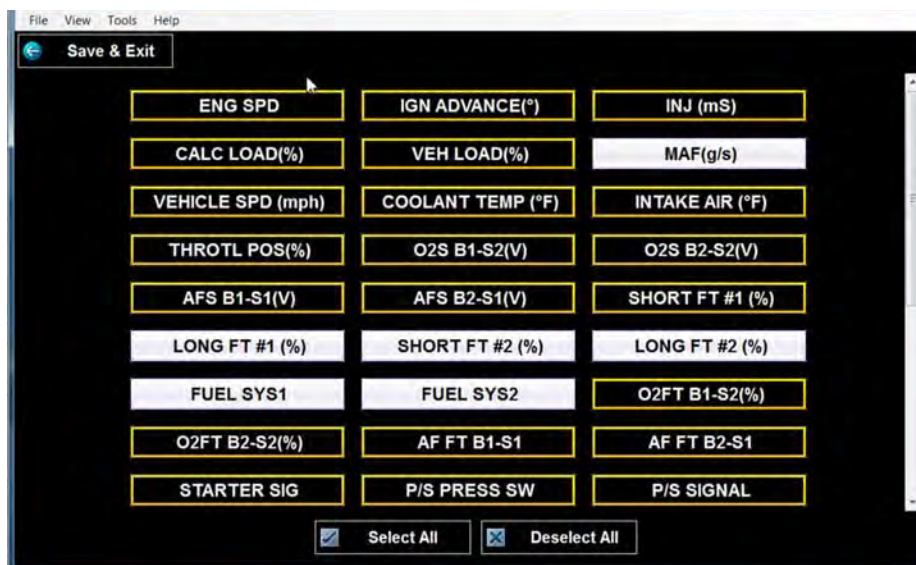 File View Tools Help
Save & Exit
ENG SPD IGN ADVANCE(°) INJ (mS)
CALC LOAD(%) VEH LOAD(%) MAF(g/s)
VEHICLE SPD (mph) COOLANT TEMP (°F) INTAKE AIR (°F)
THROTL POS(%) O2S B1-S2(V) O2S B2-S2(V)
AFS B1-S1(V) AFS B2-S1(V) SHORT FT #1 (%)
LONG FT #1 (%) SHORT FT #2 (%) LONG FT #2 (%)
FUEL SYS1 FUEL SYS2 O2FT B1-S2(%)
O2FT B2-S2(%) AF FT B1-S1 AF FT B2-S1
STARTER SIG P/S PRESS SW P/S SIGNAL
Select All Deselect All